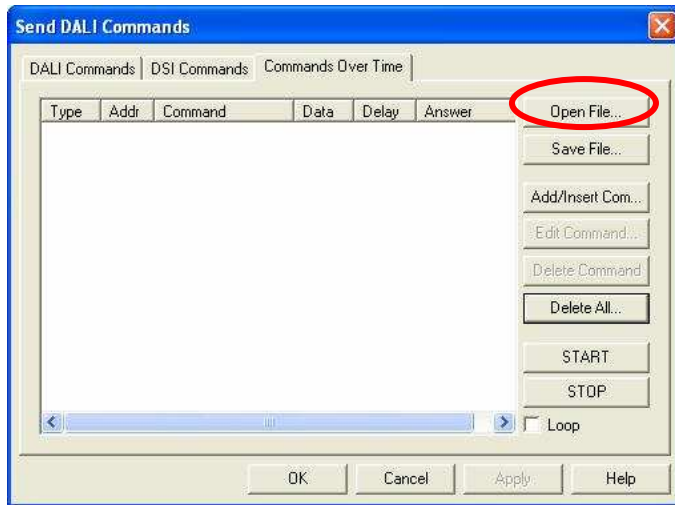 Send DALI Commands
DALI Commands DSI Commands Commands Over Time
Type Addr Command Data Delay Answer
Open File...
Save File...
Add/Insert Com...
Edit Command...
Delete Command
Delete All...
START
STOP
Loop
OK Cancel Apply Help